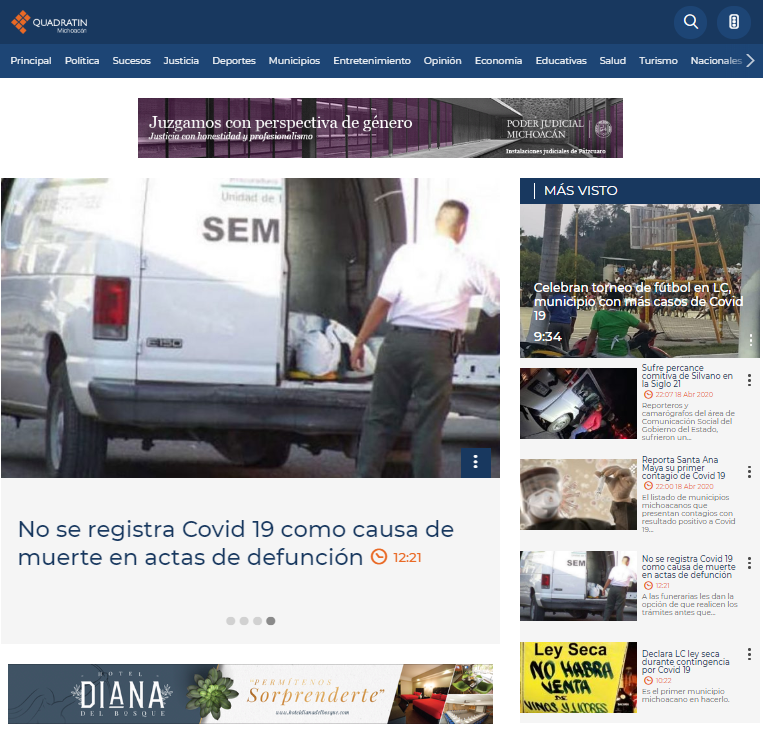 QUADRATIN
Michoacán
Principal Política Sucesos Justicia Deportes Municipios Entretenimiento Opinión Economía Educativas Salud Turismo Nacionales
Juzgamos con perspectiva de género
Justicia con honestidad y profesionalismo
PODER JUDICIAL
MICHOACÁN
Instalaciones judiciales de Pátzcuaro
Unidad de
SEM
E-150
No se registra Covid 19 como causa de
muerte en actas de defunción 12:21
HOTEL
DIANA
DEL BOSQUE
"PERMÍTENOS
Sorprenderte"
www.hoteldianadelbosque.com
MÁS VISTO
Celebran torneo de fútbol en LC,
municipio con más casos de Covid
19
9:34
Sufre percance
comitiva de Silvano en
la Siglo 21
22:07 18 Abr 2020
Reporteros y
camarógrafos del área de
Comunicación Social del
Gobierno del Estado,
sufrieron un...
Reporta Santa Ana
Maya su primer
contagio de Covid 19
22:00 18 Abr 2020
El listado de municipios
michoacanos que
presentan contagios con
resultado positivo a Covid
19...
SEM
No se registra Covid 19
como causa de muerte
en actas de defunción
12:21
A las funerarias les dan la
opción de que realicen los
trámites antes que...
Ley Seca
NO HABRA
VENTA
DE
VINOS Y LICORES
Declara LC ley seca
durante contingencia
por Covid 19
10:22
Es el primer municipio
michoacano en hacerlo.